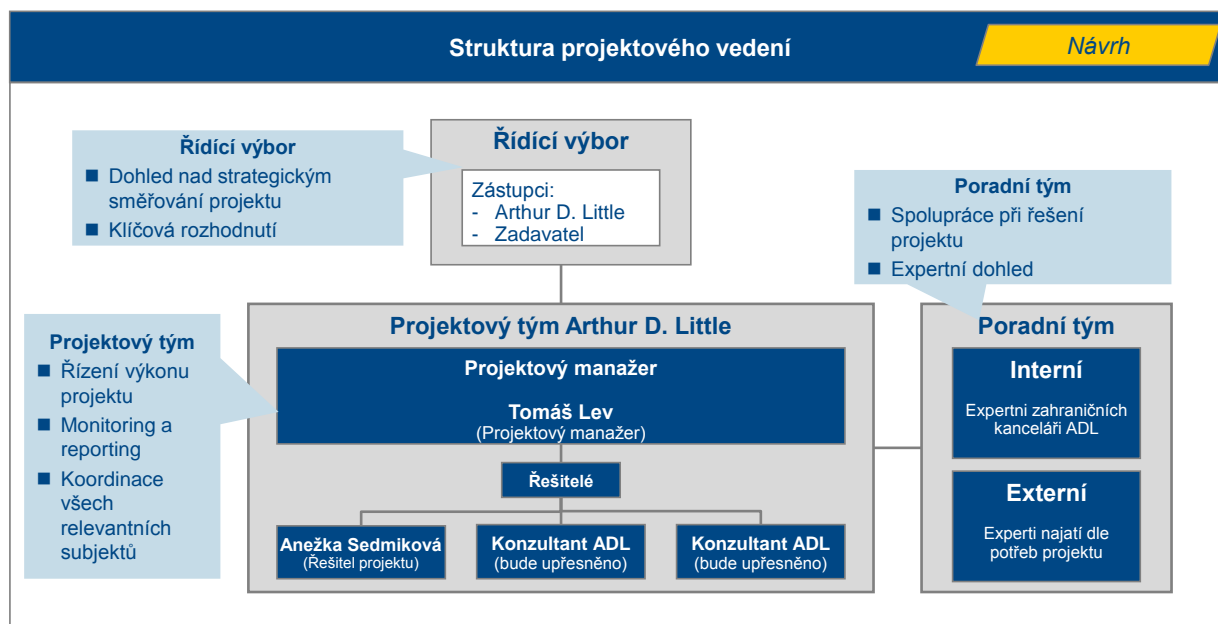 Struktura projektového vedení
Návrh
Řídící výbor
■ Dohled nad strategickým
směřování projektu
■ Klíčová rozhodnutí
Řídící výbor
Zástupci:
- Arthur D. Little
- Zadavatel
Poradní tým
■ Spolupráce při řešení
projektu
■ Expertní dohled
Projektový tým
■ Řízení výkonu
projektu
■ Monitoring a
reporting
■ Koordinace
všech
relevantních
subjektů
Projektový tým Arthur D. Little
Projektový manažer
Tomáš Lev
(Projektový manažer)
Řešitelé
Anežka Sedmiková
(Řešitel projektu)
Konzultant ADL
(bude upřesněno)
Konzultant ADL
(bude upřesněno)
Poradní tým
Interní
Expertni zahraničních
kanceláři ADL
Externí
Experti najatí dle
potřeb projektu